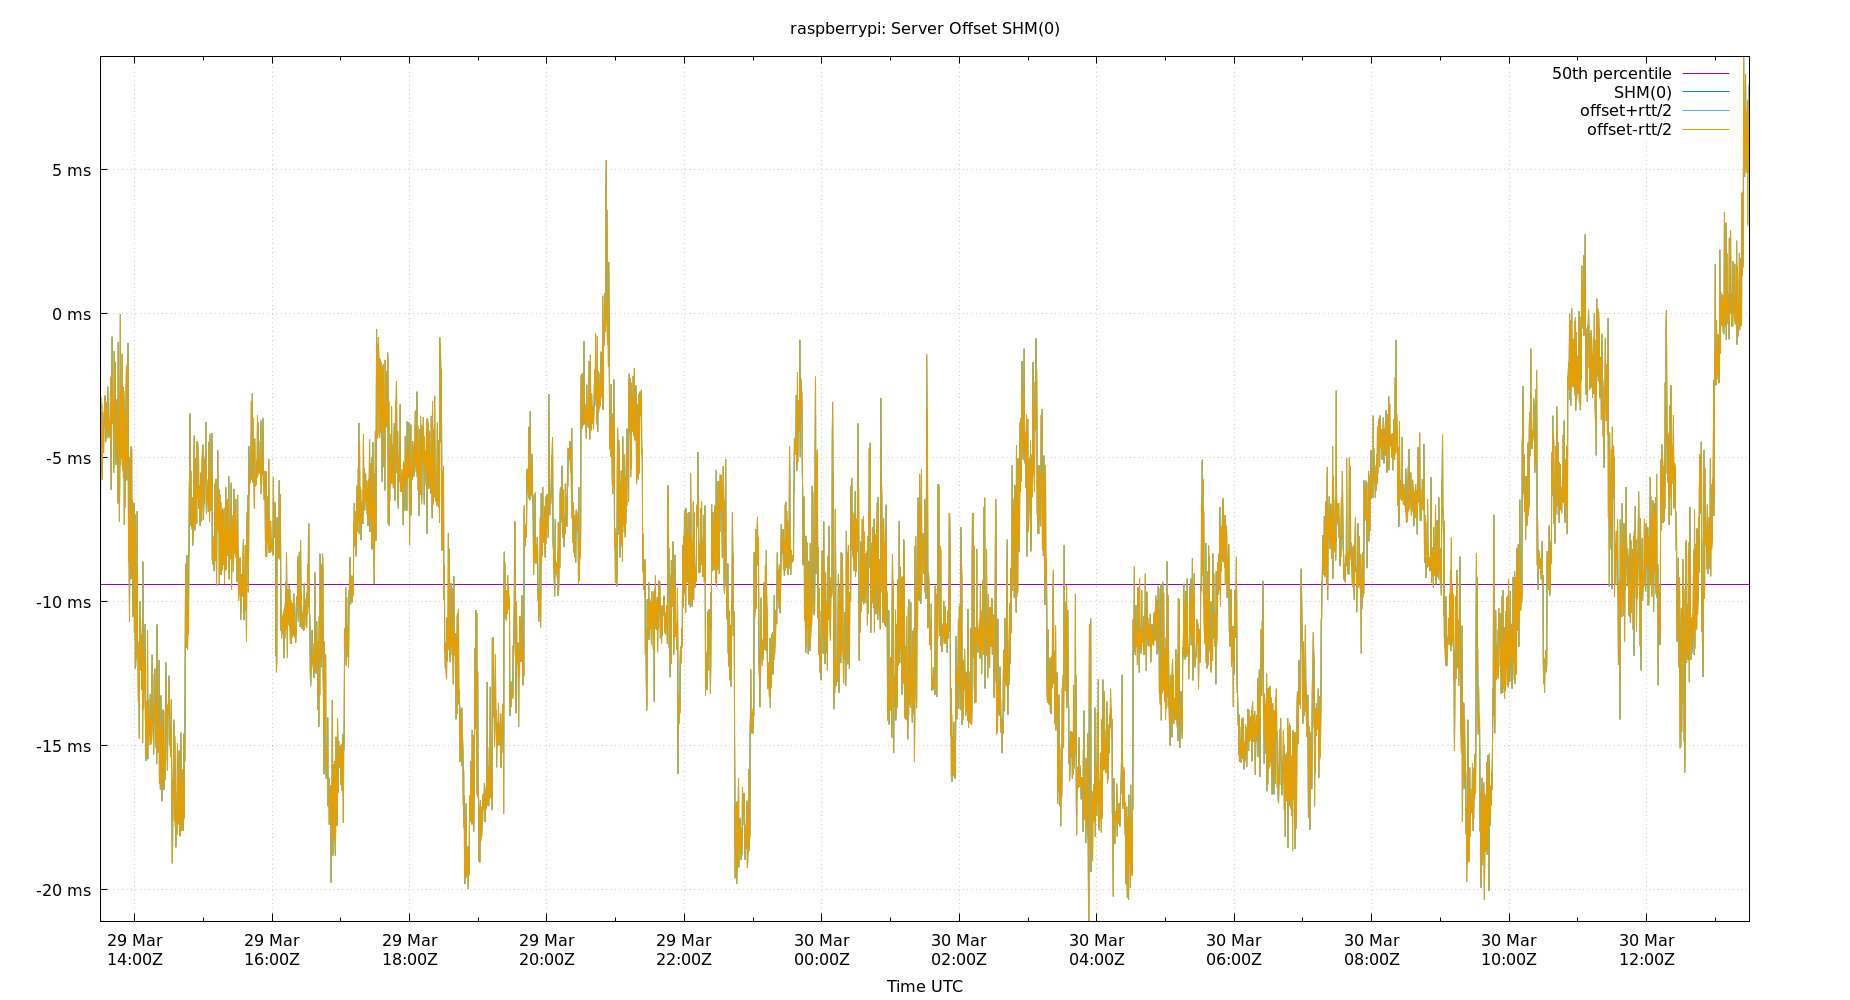 raspberrypi: Server Offset SHM(0)
50th percentile
SHM(0)
offset+rtt/2
offset-rtt/2
5 ms
0 ms
-5 ms
-10 ms
-15 ms
-20 ms
29 Mar 29 Mar 29 Mar 29 Mar 29 Mar 30 Mar 30 Mar 30 Mar 30 Mar 30 Mar 30 Mar 30 Mar
14:00Z 16:00Z 18:00Z 20:00Z 22:00Z 00:00Z 02:00Z 04:00Z 06:00Z 08:00Z 10:00Z 12:00Z
Time UTC